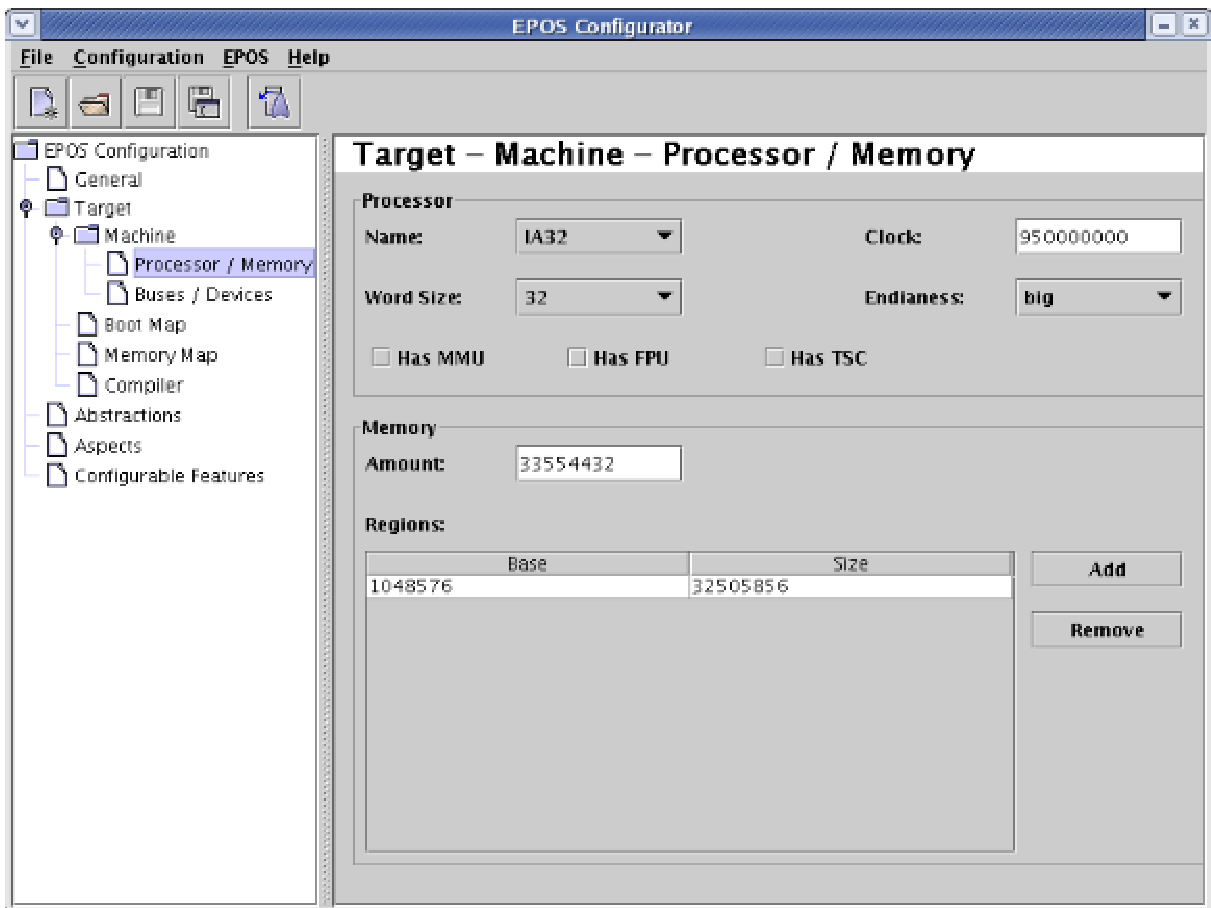 EPOS Configurator
File Configuration EPOS Help
EPOS Configuration
General
Target
Machine
Processor / Memory
Buses / Devices
Boot Map
Memory Map
Compiler
Abstractions
Aspects
Configurable Features
Target – Machine – Processor / Memory
Processor
Name: IA32 Clock: 950000000
Word Size: 32 Endianess: big
Has MMU Has FPU Has TSC
Memory
Amount: 33554432
Regions:
Base Size
1048576 32505856
Add
Remove